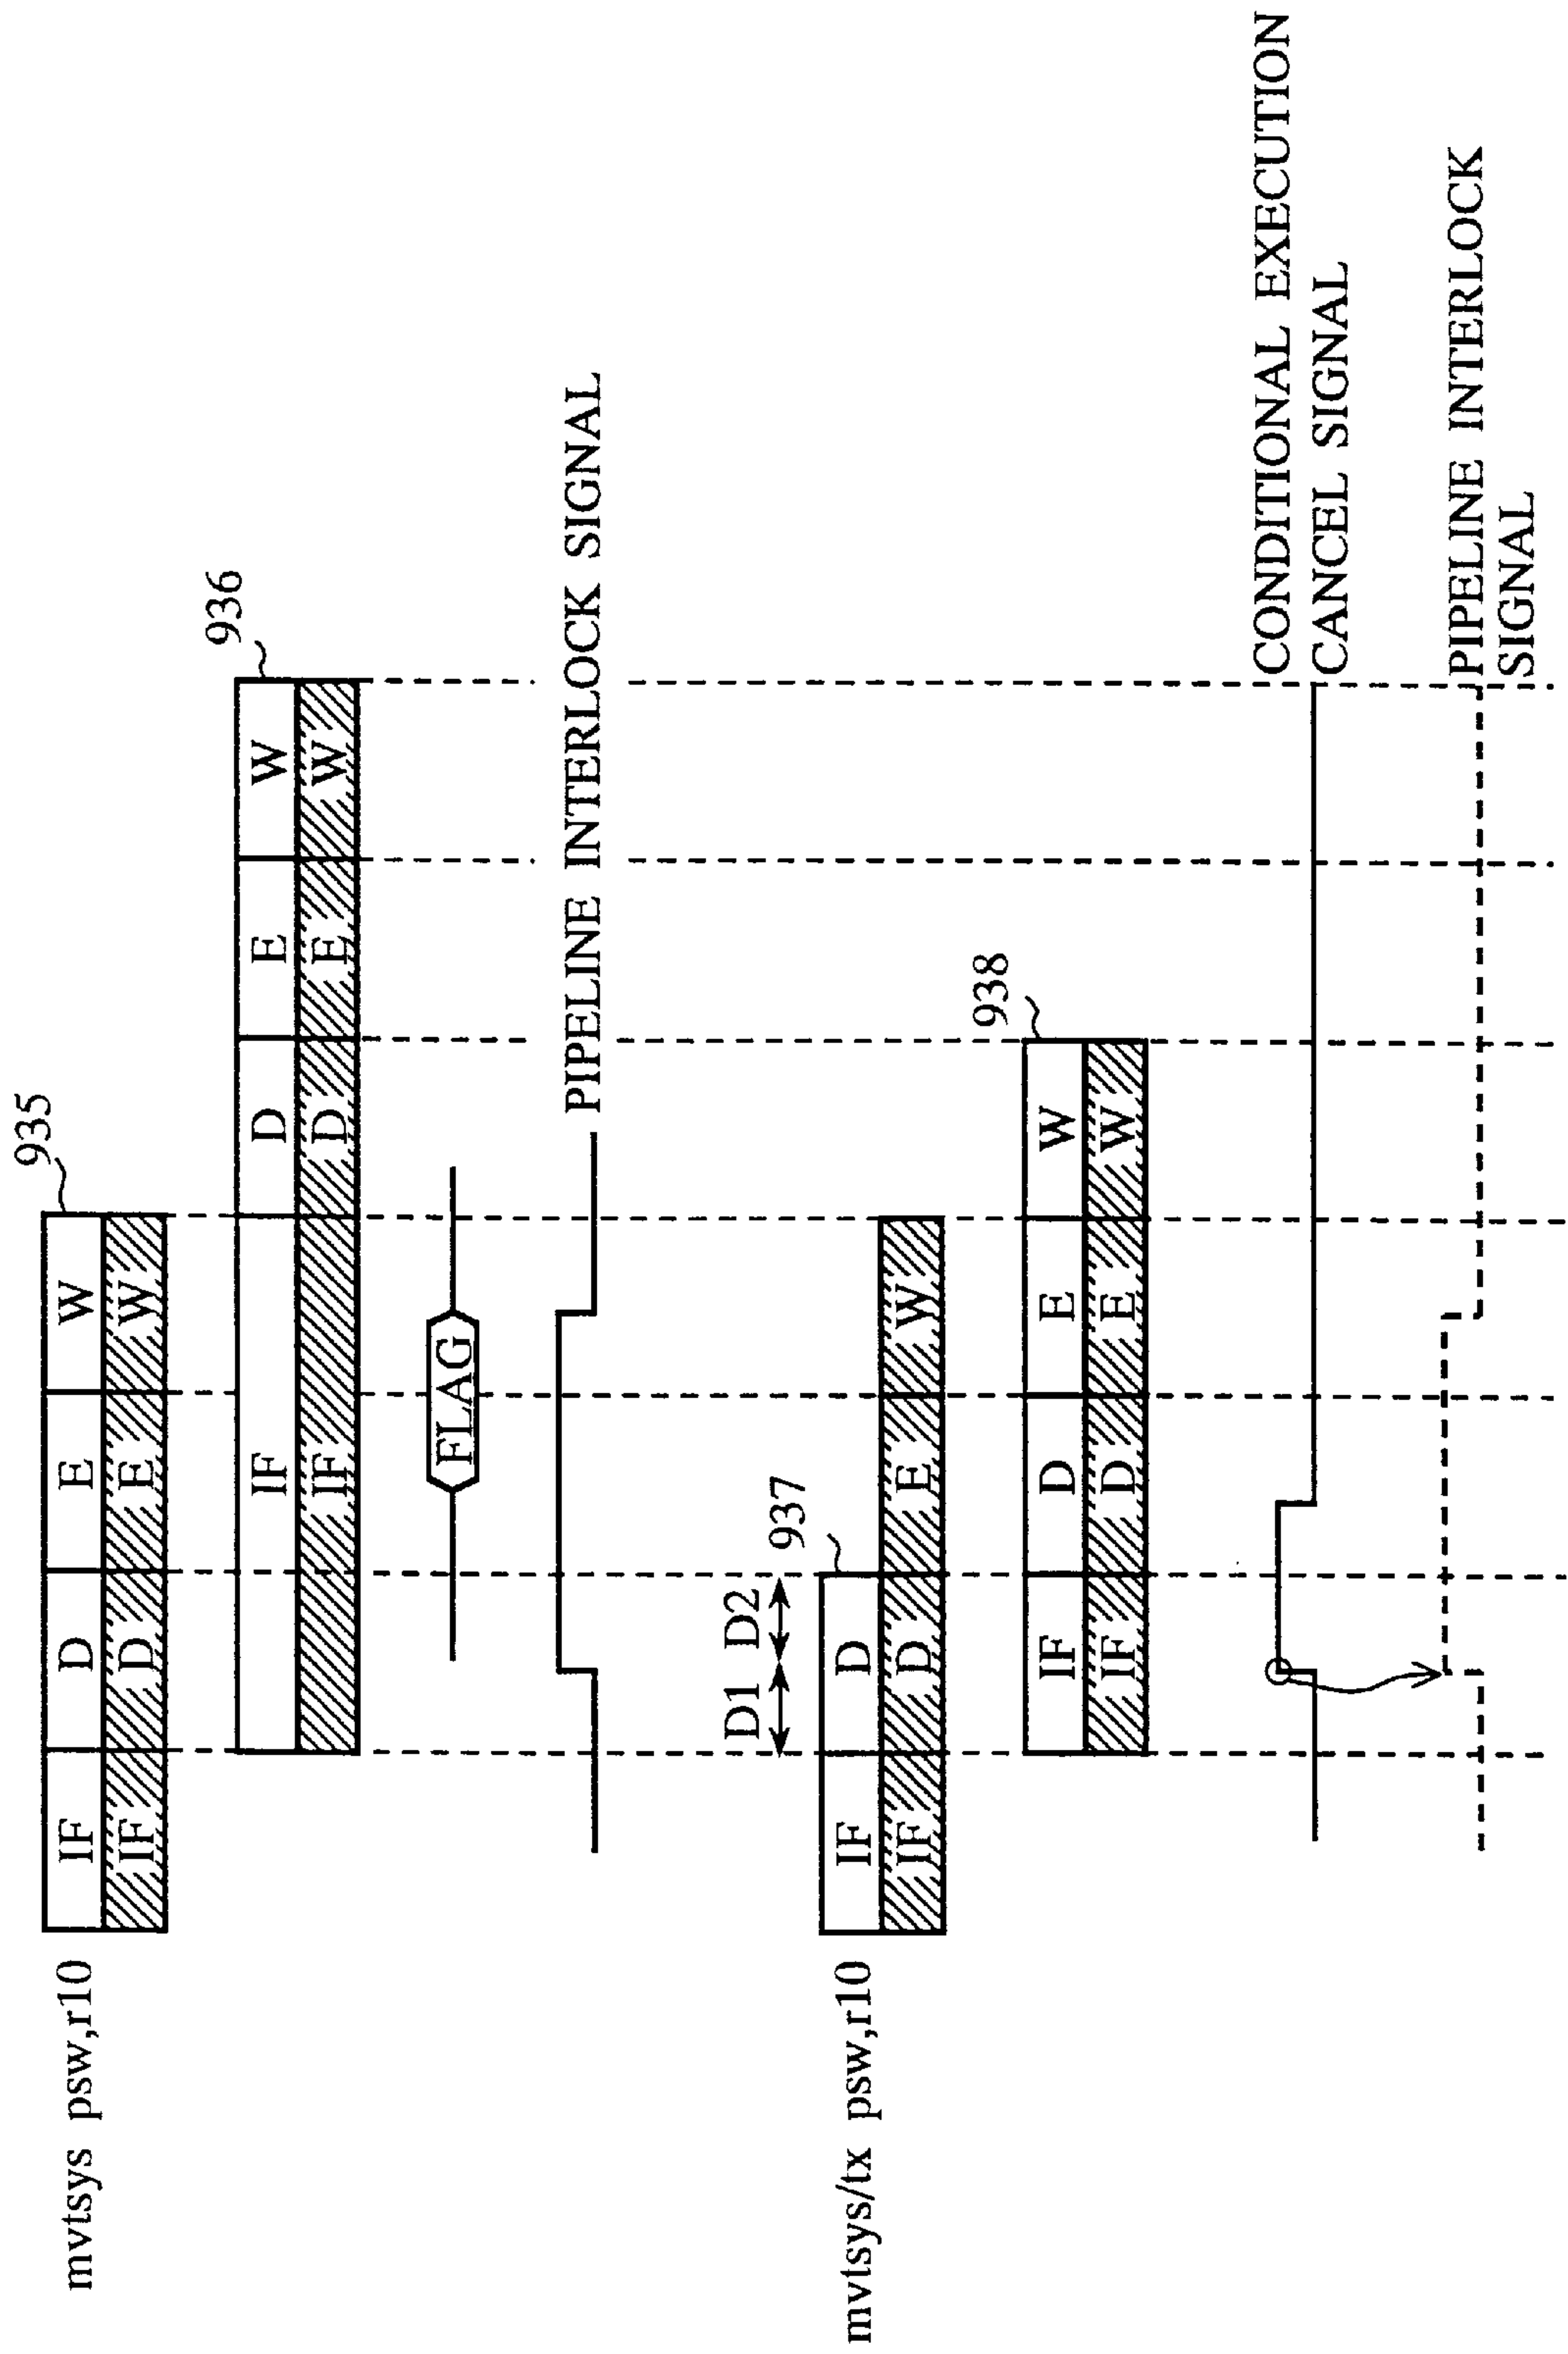 935
mvtsys psw,r10
IF D E W
IF D E W
936
IF D E W
IF D E W
FLAG
PIPELINE INTERLOCK SIGNAL
D1 D2
937
mvtsys/tx psw,r10
IF D
IF D E W
938
IF D E W
IF D E W
CONDITIONAL EXECUTION
CANCEL SIGNAL
PIPELINE INTERLOCK
SIGNAL